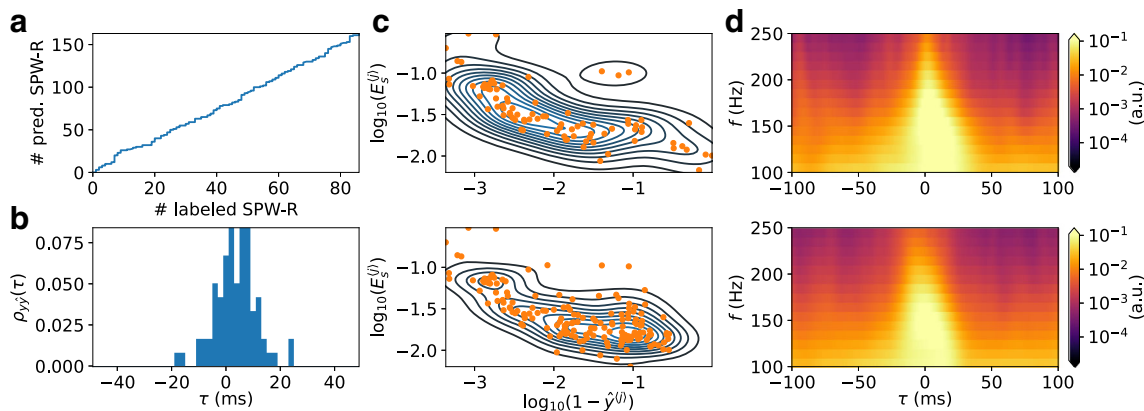 a
# pred. SPW-R
150
100
50
0
0 20 40 60 80
# labeled SPW-R
b
ρyŷ(τ)
0.075
0.050
0.025
0.000
−40 −20 0 20 40
τ (ms)
c
log10(Es(j))
−1.0
−1.5
−2.0
−3 −2 −1
log10(Es(j))
−1.0
−1.5
−2.0
−3 −2 −1
log10(1 − ŷ(j))
d
f (Hz)
250
200
150
100
−100 −50 0 50 100
10−1
10−2
10−3
10−4
(a.u.)
f (Hz)
250
200
150
100
−100 −50 0 50 100
τ (ms)
10−1
10−2
10−3
10−4
(a.u.)